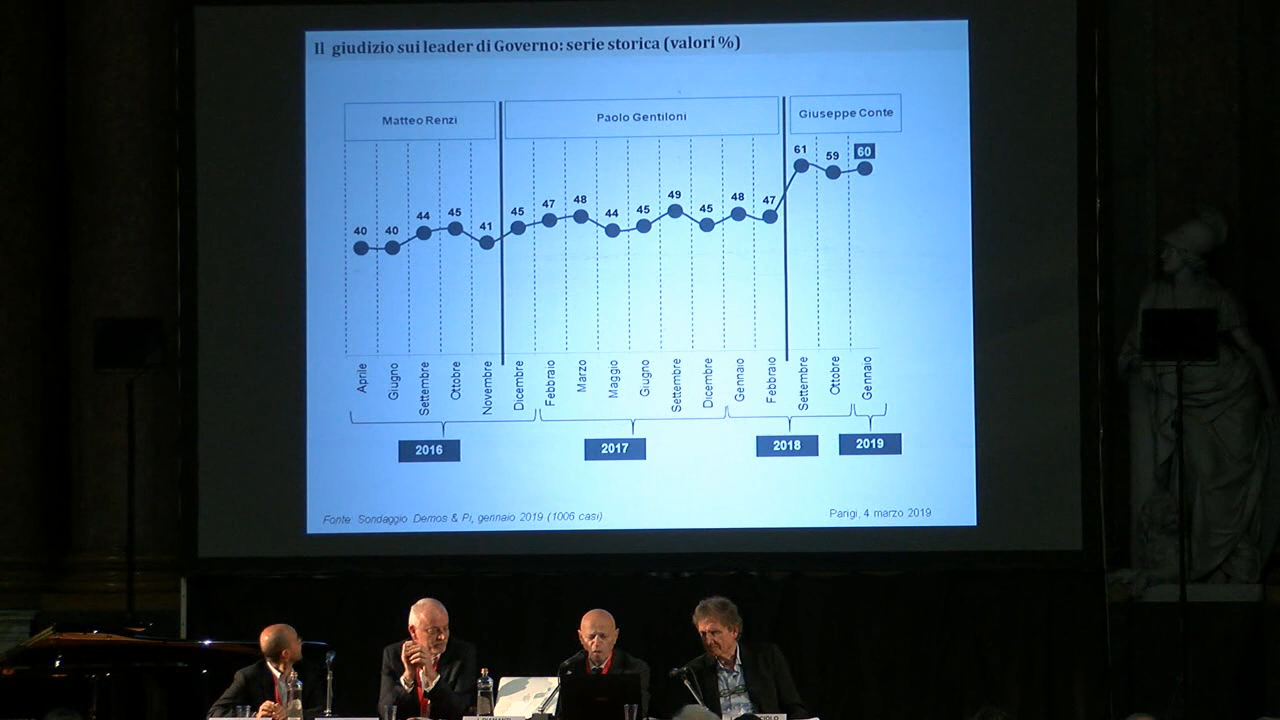 Il giudizio sui leader di Governo: serie storica (valori %)
Matteo Renzi
Paolo Gentiloni
Giuseppe Conte
40 40 44 45 41 45 47 48 44 45 49 45 48 47 61 59 60
Aprile
Giugno
Settembre
Ottobre
Novembre
Dicembre
Febbraio
Marzo
Maggio
Giugno
Settembre
Dicembre
Gennaio
Febbraio
Settembre
Ottobre
Gennaio
2016 2017 2018 2019
Fonte: Sondaggio Demos & Pi, gennaio 2019 (1006 casi)
Parigi, 4 marzo 2019